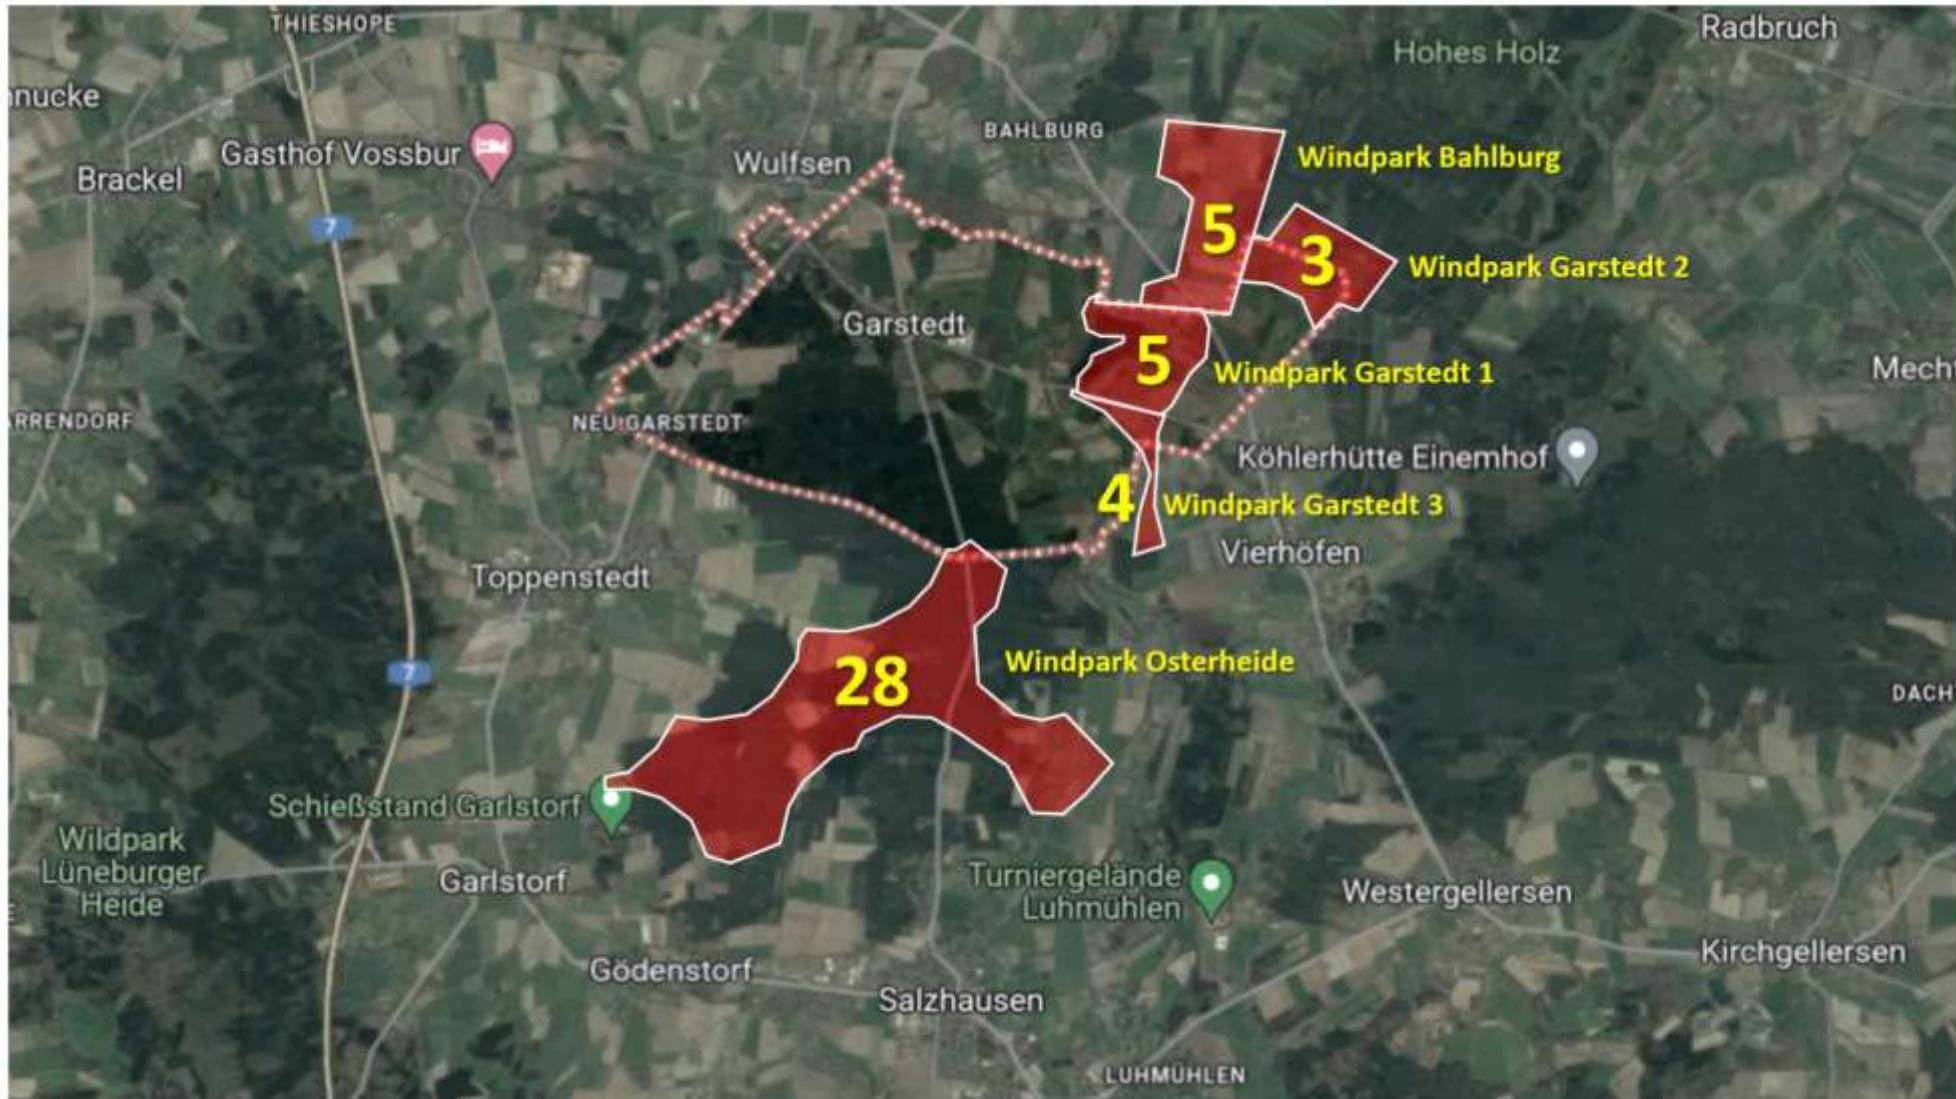 THIESHOPE
Radbruch
Hohes Holz
nnucke
BAHLBURG
Gasthof Vossbur
Wulfsen
Windpark Bahlburg
Brackel
7
5
3
Windpark Garstedt 2
Garstedt
5
Windpark Garstedt 1
Mecht
ARRENDORF
NEU GARSTEDT
Köhlerhütte Einemhof
4
Windpark Garstedt 3
Vierhöfen
Toppenstedt
7
28
Windpark Osterheide
DACH
Schießstand Garlstorf
Wildpark
Lüneburger
Heide
Garlstorf
Turniergelände
Luhmühlen
Westergellersen
Kirchgellersen
Gödenstorf
Salzhausen
LUHMÜHLEN